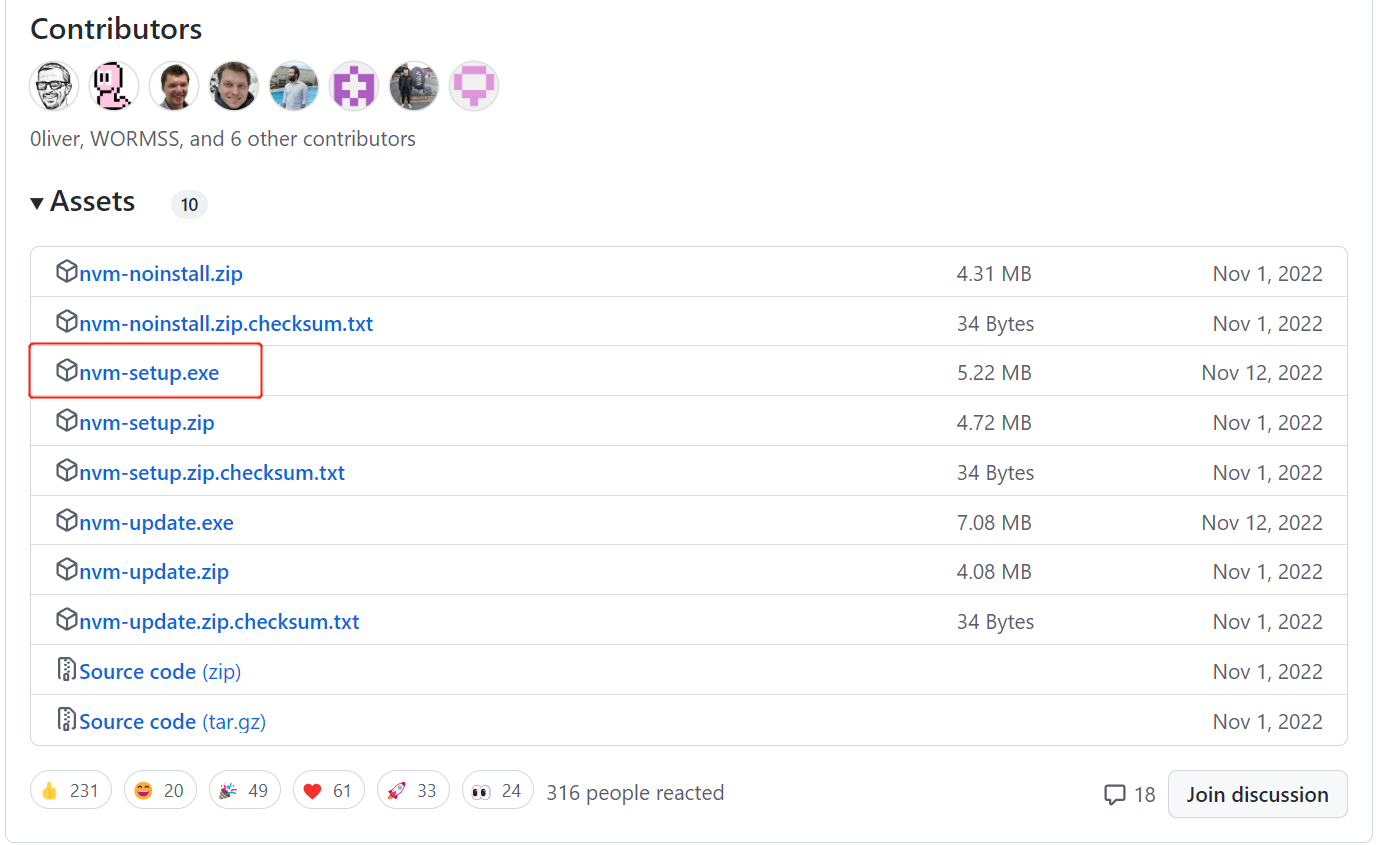 Contributors
0liver, WORMSS, and 6 other contributors
Assets 10
nvm-noinstall.zip 4.31 MB Nov 1, 2022
nvm-noinstall.zip.checksum.txt 34 Bytes Nov 1, 2022
nvm-setup.exe 5.22 MB Nov 12, 2022
nvm-setup.zip 4.72 MB Nov 1, 2022
nvm-setup.zip.checksum.txt 34 Bytes Nov 1, 2022
nvm-update.exe 7.08 MB Nov 12, 2022
nvm-update.zip 4.08 MB Nov 1, 2022
nvm-update.zip.checksum.txt 34 Bytes Nov 1, 2022
Source code (zip) Nov 1, 2022
Source code (tar.gz) Nov 1, 2022
231 20 49 61 33 24 316 people reacted 18 Join discussion